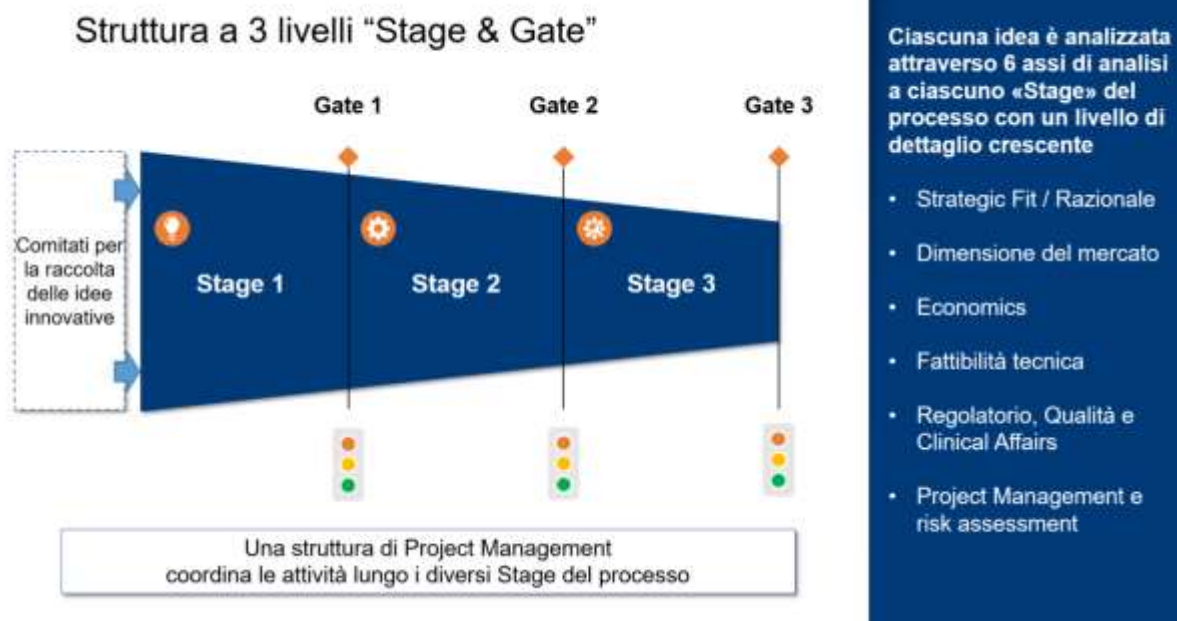 Struttura a 3 livelli “Stage & Gate”
Gate 1
Gate 2
Gate 3
Comitati per
la raccolta
delle idee
innovative
Stage 1
Stage 2
Stage 3
Una struttura di Project Management
coordina le attività lungo i diversi Stage del processo
Ciascuna idea è analizzata
attraverso 6 assi di analisi
a ciascuno «Stage» del
processo con un livello di
dettaglio crescente
• Strategic Fit / Razionale
• Dimensione del mercato
• Economics
• Fattibilità tecnica
• Regolatorio, Qualità e
Clinical Affairs
• Project Management e
risk assessment